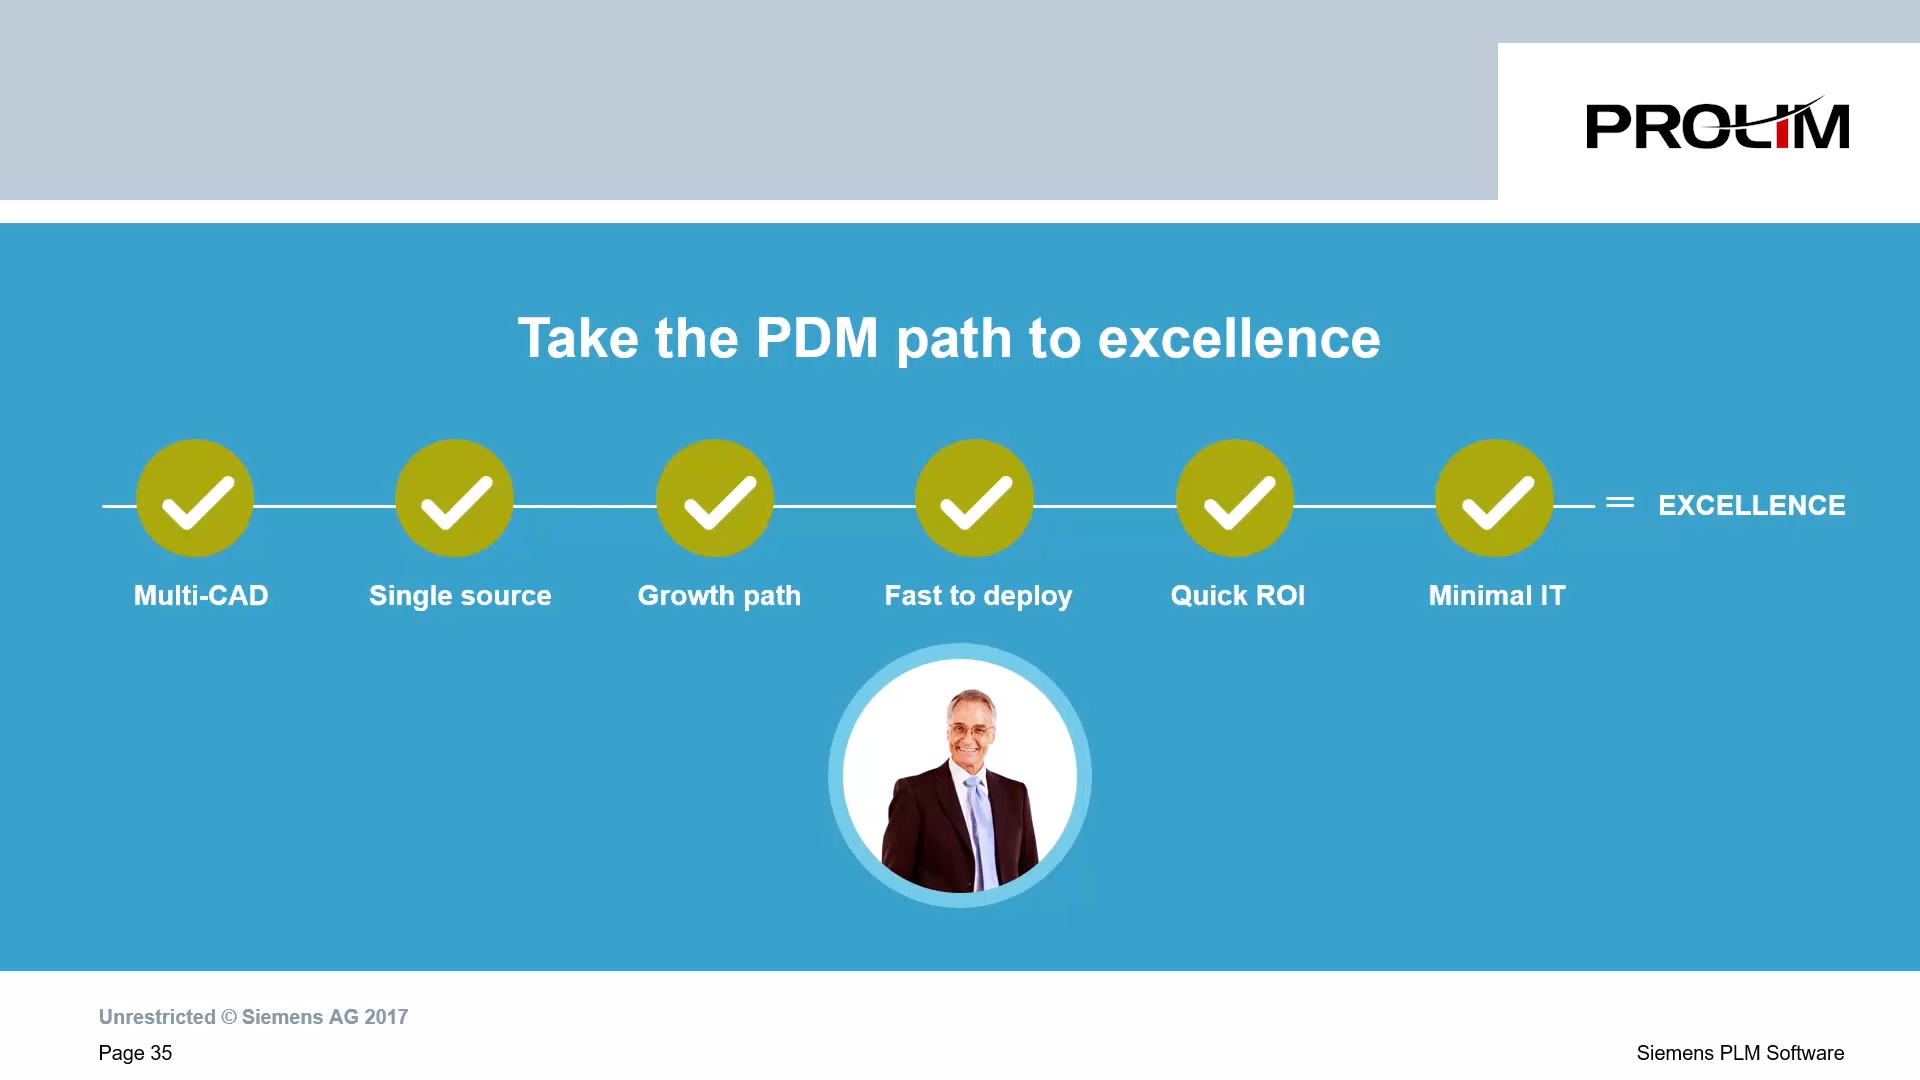 PROLIM
Take the PDM path to excellence
= EXCELLENCE
Multi-CAD
Single source
Growth path
Fast to deploy
Quick ROI
Minimal IT
Unrestricted © Siemens AG 2017
Page 35
Siemens PLM Software